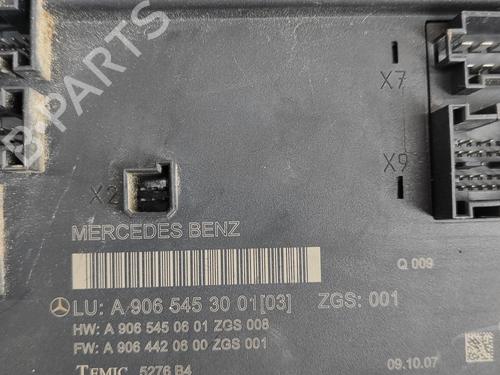 B-PARTS
X7
X9
X2
MERCEDES BENZ
Q 009
LU: A 906 545 30 01[03] ZGS: 001
HW: A 906 545 06 01 ZGS 008
FW: A 906 442 06 00 ZGS 001
TEMIC 5276 B4
09.10.07